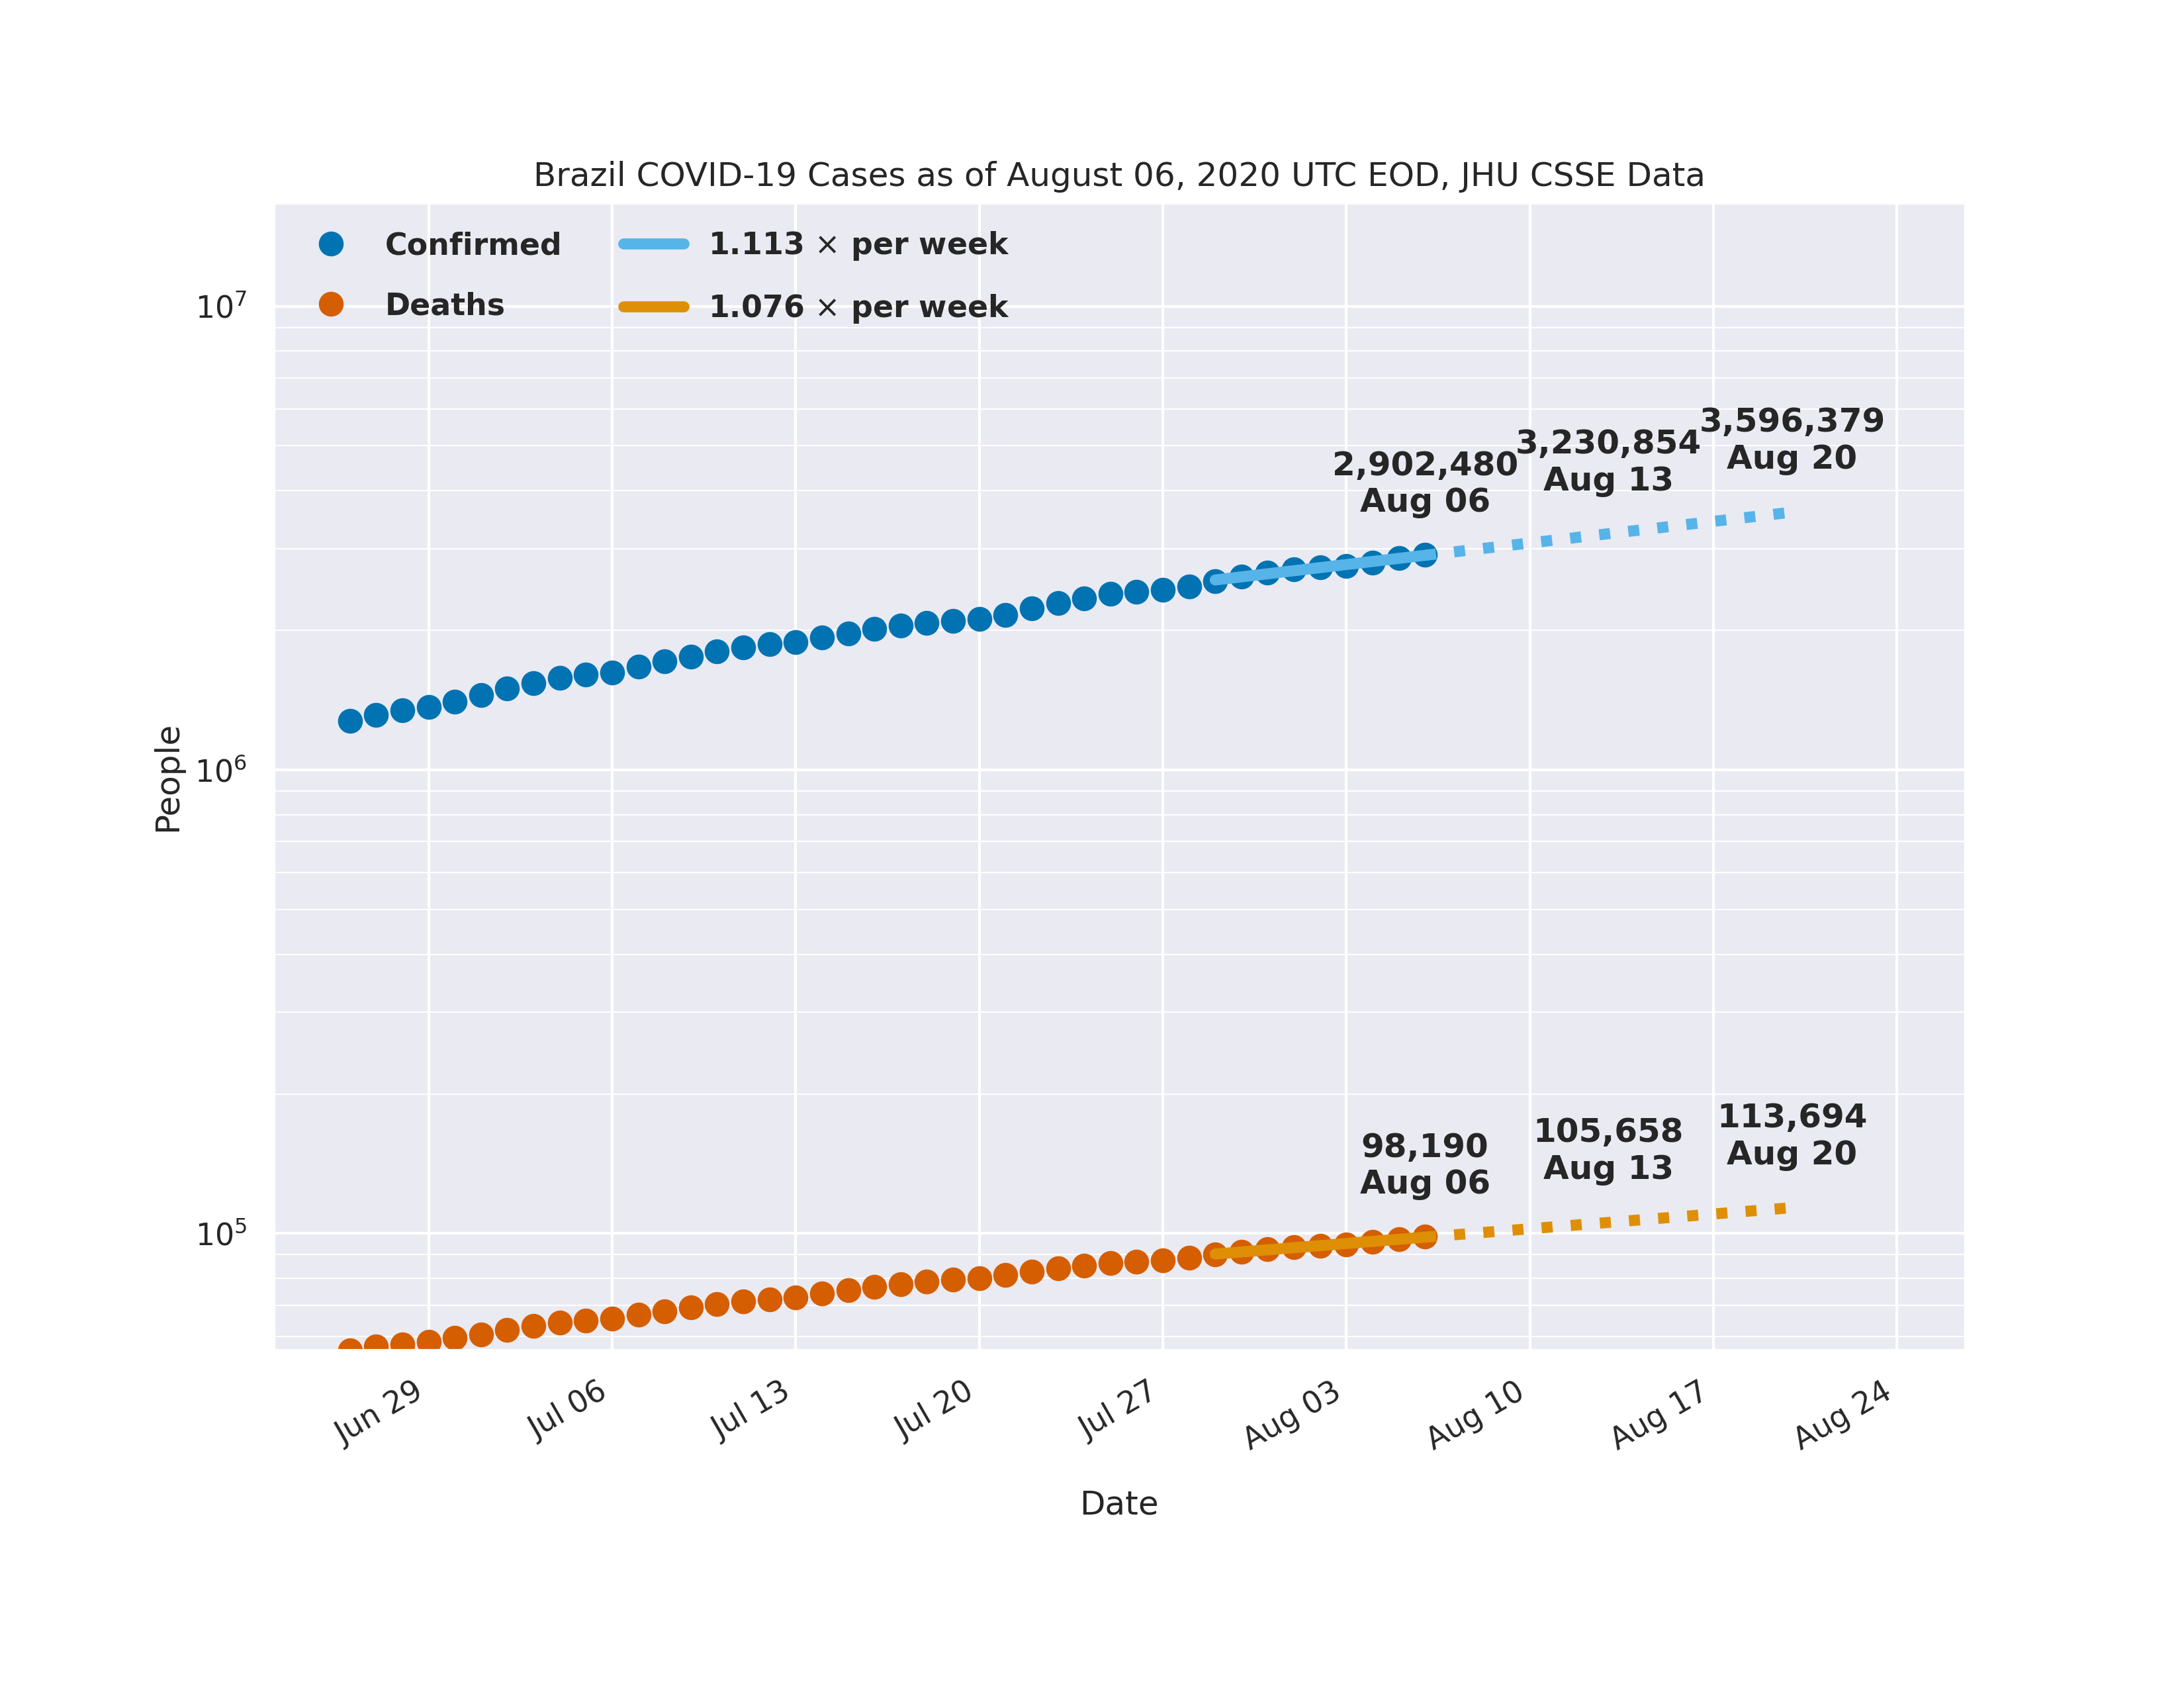 Brazil COVID-19 Cases as of August 06, 2020 UTC EOD, JHU CSSE Data
Confirmed
Deaths
1.113 × per week
1.076 × per week
10⁷
10⁶
10⁵
People
2,902,480
Aug 06
3,230,854
Aug 13
3,596,379
Aug 20
98,190
Aug 06
105,658
Aug 13
113,694
Aug 20
Jun 29
Jul 06
Jul 13
Jul 20
Jul 27
Aug 03
Aug 10
Aug 17
Aug 24
Date